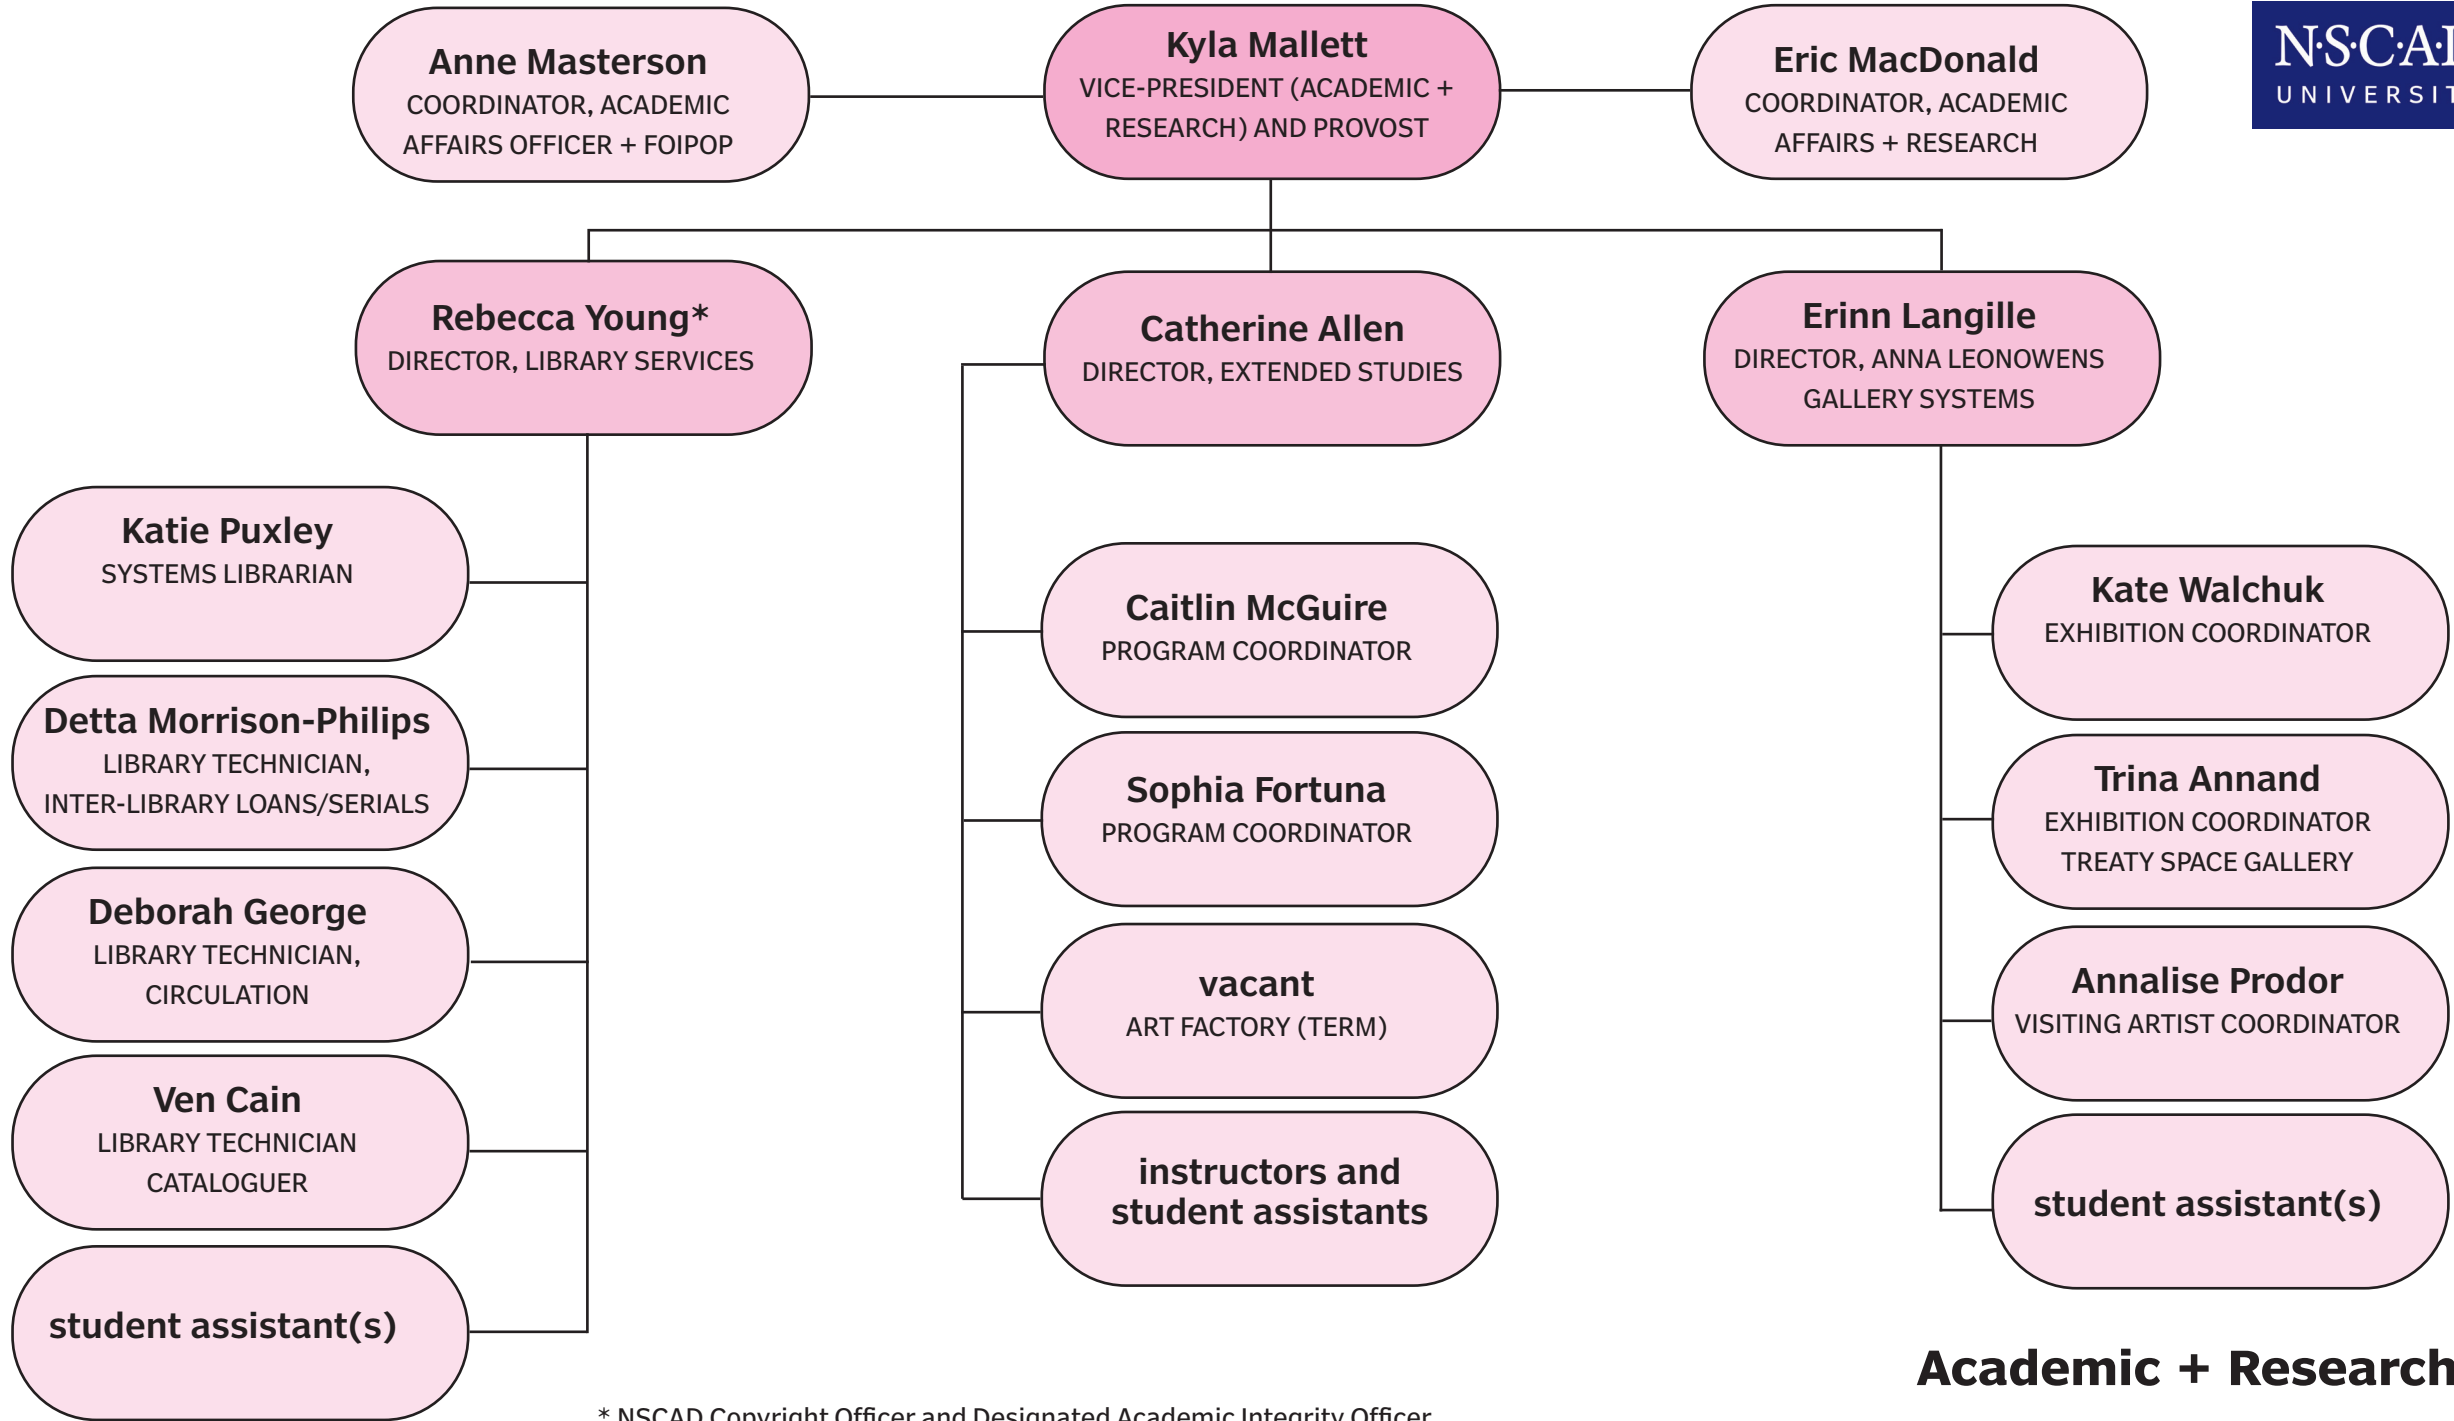 Anne Masterson
COORDINATOR, ACADEMIC
AFFAIRS OFFICER + FOIPOP
Kyla Mallett
VICE-PRESIDENT (ACADEMIC +
RESEARCH) AND PROVOST
Eric MacDonald
COORDINATOR, ACADEMIC
AFFAIRS + RESEARCH
Rebecca Young*
DIRECTOR, LIBRARY SERVICES
Catherine Allen
DIRECTOR, EXTENDED STUDIES
Erinn Langille
DIRECTOR, ANNA LEONOWENS
GALLERY SYSTEMS
Katie Puxley
SYSTEMS LIBRARIAN
Detta Morrison-Philips
LIBRARY TECHNICIAN,
INTER-LIBRARY LOANS/SERIALS
Deborah George
LIBRARY TECHNICIAN,
CIRCULATION
Ven Cain
LIBRARY TECHNICIAN
CATALOGUER
student assistant(s)
Caitlin McGuire
PROGRAM COORDINATOR
Sophia Fortuna
PROGRAM COORDINATOR
vacant
ART FACTORY (TERM)
instructors and
student assistants
Kate Walchuk
EXHIBITION COORDINATOR
Trina Annand
EXHIBITION COORDINATOR
TREATY SPACE GALLERY
Annalise Prodor
VISITING ARTIST COORDINATOR
student assistant(s)
Academic + Research
* NSCAD Copyright Officer and Designated Academic Integrity Officer